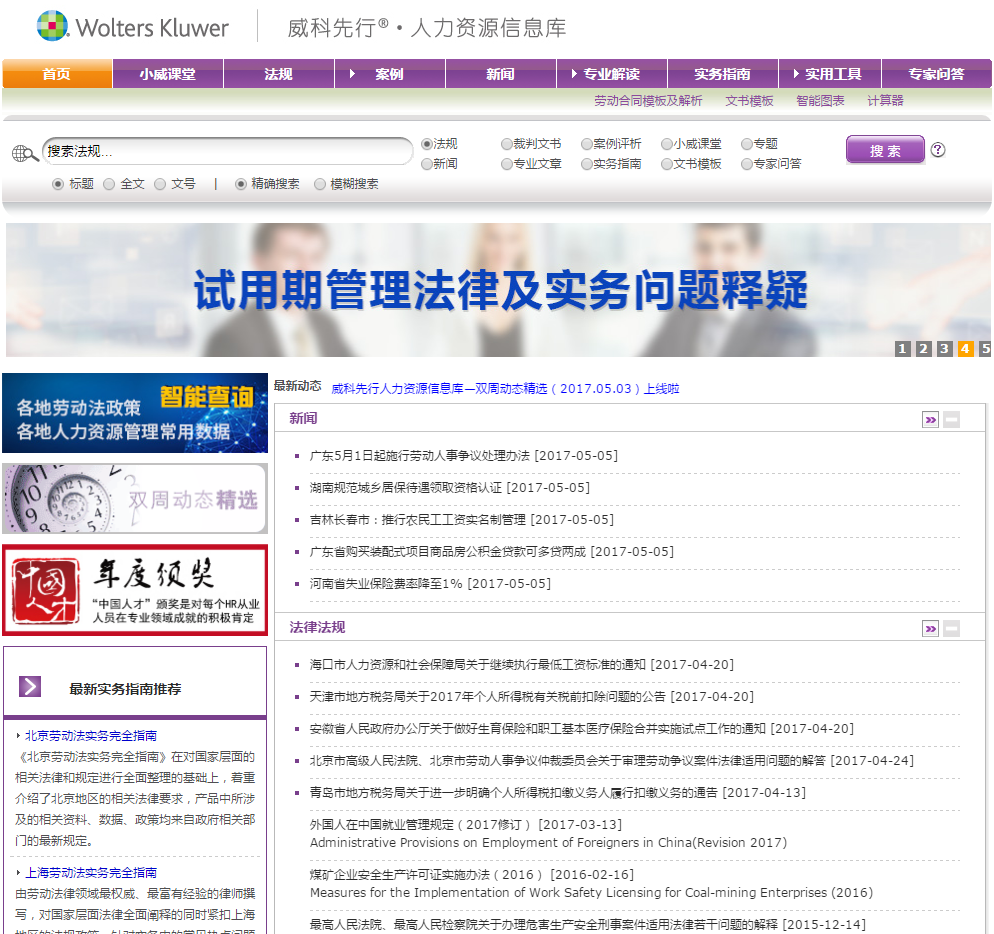 Wolters Kluwer 威科先行®·人力资源信息库
首页 小威课堂 法规 案例 新闻 专业解读 实务指南 实用工具 专家问答
劳动合同模板及解析 文书模板 智能图表 计算器
搜索法规...
法规 裁判文书 案例评析 小威课堂 专题
新闻 专业文章 实务指南 文书模板 专家问答
搜 索 ?
标题 全文 文号 | 精确搜索 模糊搜索
试用期管理法律及实务问题释疑
1 2 3 4 5
智能查询
各地劳动法政策
各地人力资源管理常用数据
双周动态精选
中国人才
年度颁奖
“中国人才”颁奖是对每个HR从业
人员在专业领域成就的积极肯定
最新实务指南推荐
北京劳动法实务完全指南
《北京劳动法实务完全指南》在对国家层面的
相关法律和规定进行全面整理的基础上，着重
介绍了北京地区的相关法律要求，产品中所涉
及的相关资料、数据、政策均来自政府相关部
门的最新规定。
上海劳动法实务完全指南
由劳动法律领域最权威、最富有经验的律师撰
写，对国家层面法律全面阐释的同时紧扣上海
最新动态 威科先行人力资源信息库—双周动态精选（2017.05.03）上线啦
新闻
广东5月1日起施行劳动人事争议处理办法 [2017-05-05]
湖南规范城乡居保待遇领取资格认证 [2017-05-05]
吉林长春市：推行农民工工资实名制管理 [2017-05-05]
广东省购买装配式项目商品房公积金贷款可多贷两成 [2017-05-05]
河南省失业保险费率降至1% [2017-05-05]
法律法规
海口市人力资源和社会保障局关于继续执行最低工资标准的通知 [2017-04-20]
天津市地方税务局关于2017年个人所得税有关税前扣除问题的公告 [2017-04-20]
安徽省人民政府办公厅关于做好生育保险和职工基本医疗保险合并实施试点工作的通知 [2017-04-20]
北京市高级人民法院、北京市劳动人事争议仲裁委员会关于审理劳动争议案件法律适用问题的解答 [2017-04-24]
青岛市地方税务局关于进一步明确个人所得税扣缴义务人履行扣缴义务的通告 [2017-04-13]
外国人在中国就业管理规定（2017修订） [2017-03-13]
Administrative Provisions on Employment of Foreigners in China(Revision 2017)
煤矿企业安全生产许可证实施办法（2016） [2016-02-16]
Measures for the Implementation of Work Safety Licensing for Coal-mining Enterprises (2016)
最高人民法院、最高人民检察院关于办理危害生产安全刑事案件适用法律若干问题的解释 [2015-12-14]